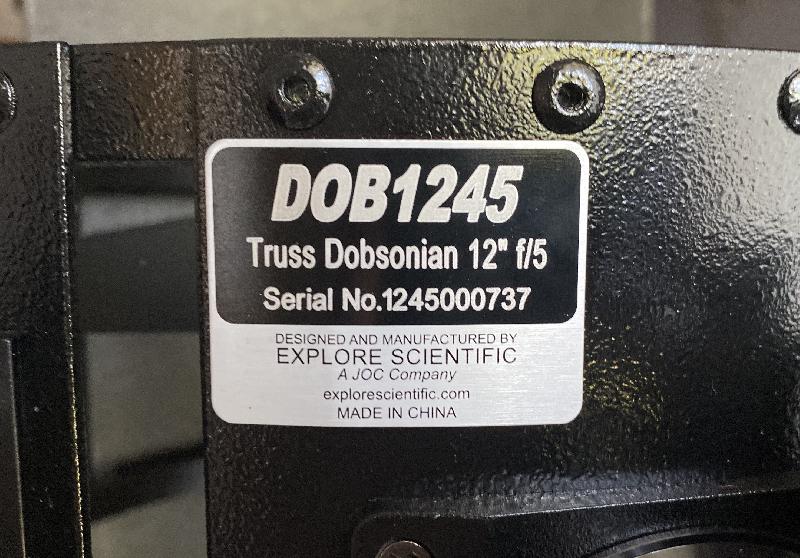 DOB1245
Truss Dobsonian 12" f/5
Serial No.1245000737
DESIGNED AND MANUFACTURED BY
EXPLORE SCIENTIFIC
A JOC Company
explorescientific.com
MADE IN CHINA